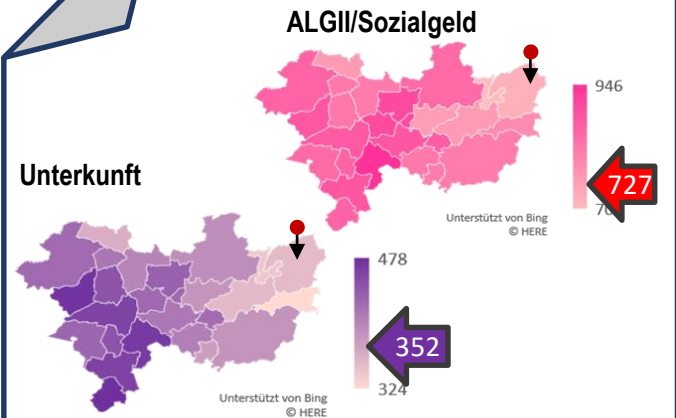 ALGII/Sozialgeld
946
727
Unterstützt von Bing
© HERE
Unterkunft
478
352
324
Unterstützt von Bing
© HERE